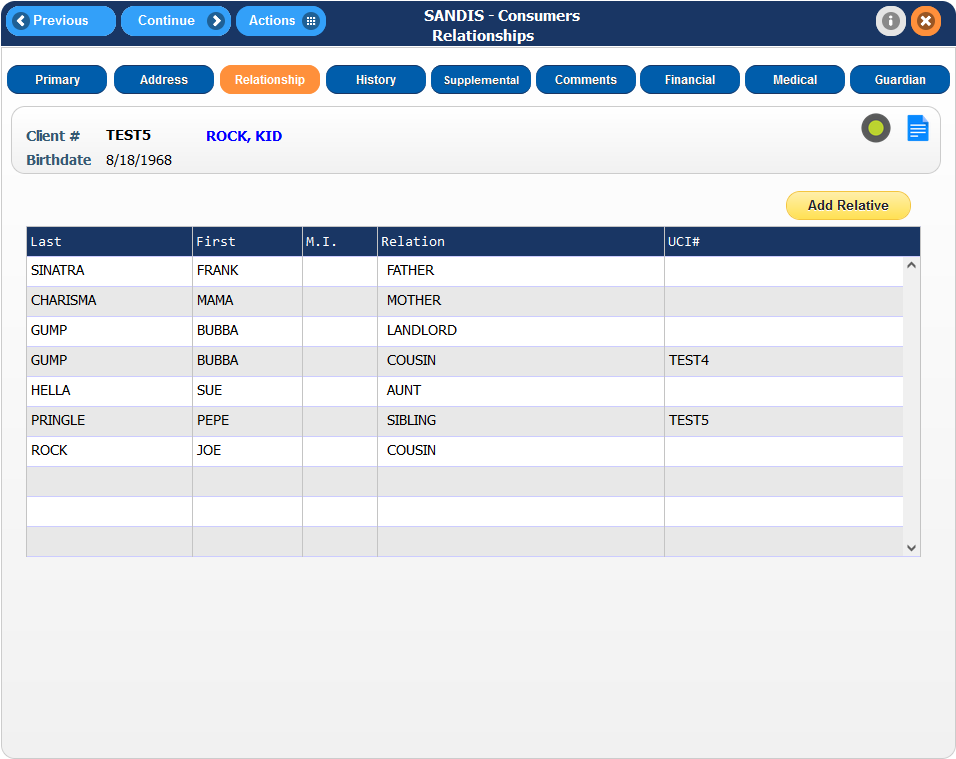 Previous Continue Actions SANDIS - Consumers
Relationships
Primary Address Relationship History Supplemental Comments Financial Medical Guardian
Client # TEST5 ROCK, KID
Birthdate 8/18/1968
Add Relative
Last First M.I. Relation UCI#
SINATRA FRANK FATHER
CHARISMA MAMA MOTHER
GUMP BUBBA LANDLORD
GUMP BUBBA COUSIN TEST4
HELLA SUE AUNT
PRINGLE PEPE SIBLING TEST5
ROCK JOE COUSIN